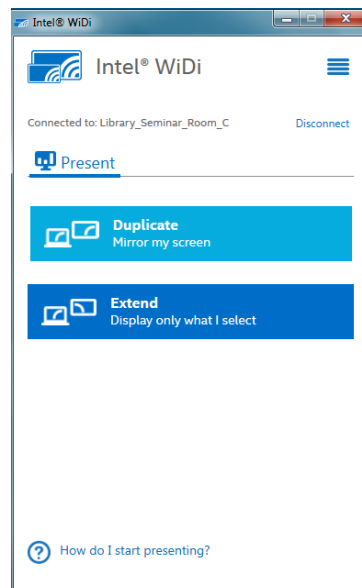 Intel® WiDi
Intel® WiDi
Connected to: Library_Seminar_Room_C
Disconnect
Present
Duplicate
Mirror my screen
Extend
Display only what I select
? How do I start presenting?